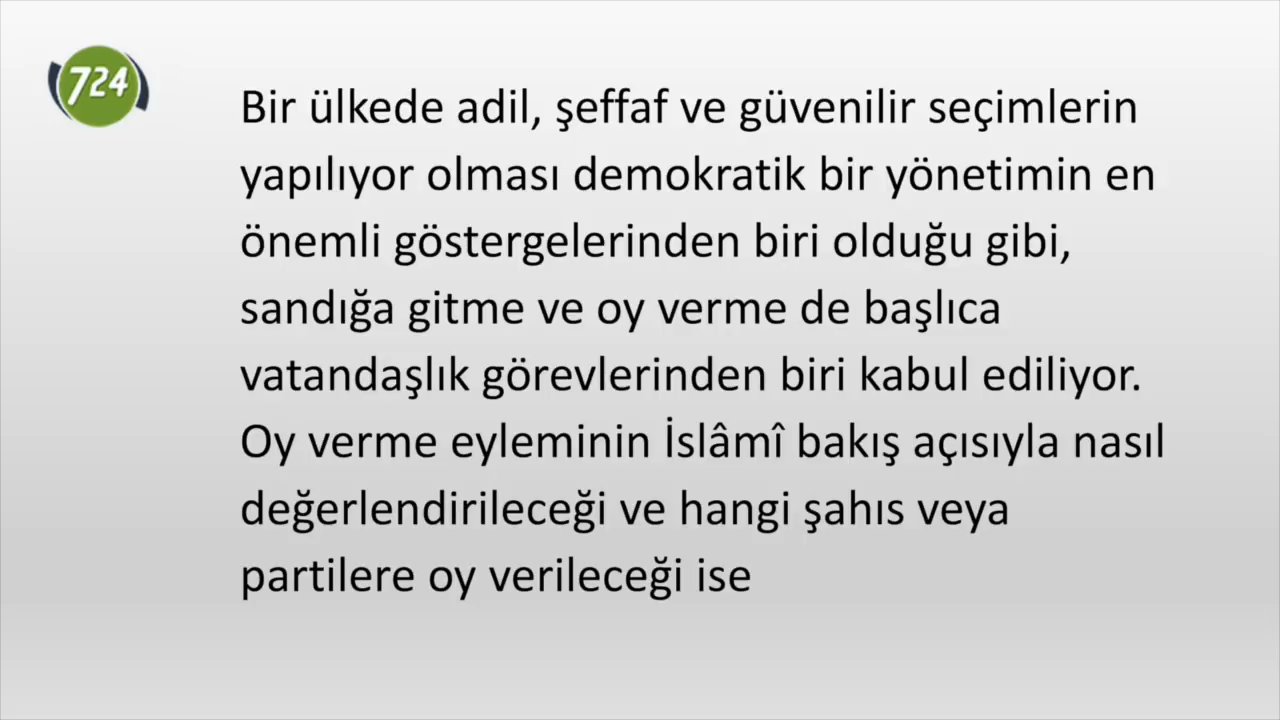 724
Bir ülkede adil, şeffaf ve güvenilir seçimlerin
yapılıyor olması demokratik bir yönetimin en
önemli göstergelerinden biri olduğu gibi,
sandığa gitme ve oy verme de başlıca
vatandaşlık görevlerinden biri kabul ediliyor.
Oy verme eyleminin İslâmî bakış açısıyla nasıl
değerlendirileceği ve hangi şahıs veya
partilere oy verileceği ise